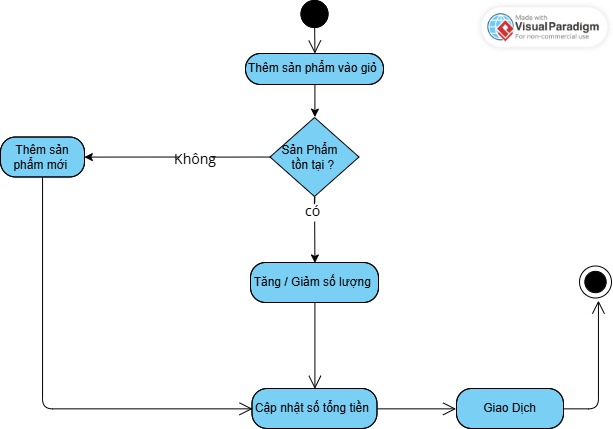 Made with
Visual Paradigm
For non-commercial use
Thêm sản phẩm vào giỏ
Sản Phẩm
tồn tại ?
Không
Thêm sản
phẩm mới
có
Tăng / Giảm số lượng
Cập nhật số tổng tiền
Giao Dịch